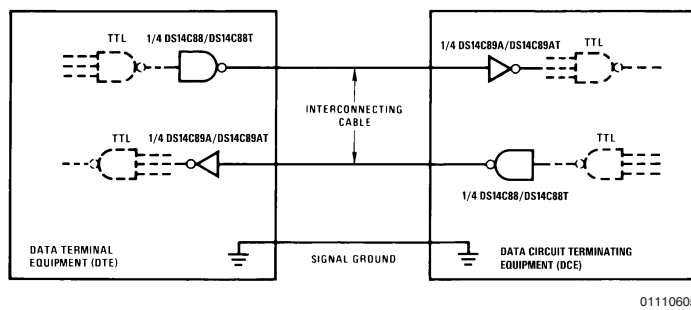 TTL
1/4 DS14C88/DS14C88T
1/4 DS14C89A/DS14C89AT
TTL
INTERCONNECTING
CABLE
TTL
1/4 DS14C89A/DS14C89AT
TTL
1/4 DS14C88/DS14C88T
DATA TERMINAL
EQUIPMENT (DTE)
SIGNAL GROUND
DATA CIRCUIT TERMINATING
EQUIPMENT (DCE)